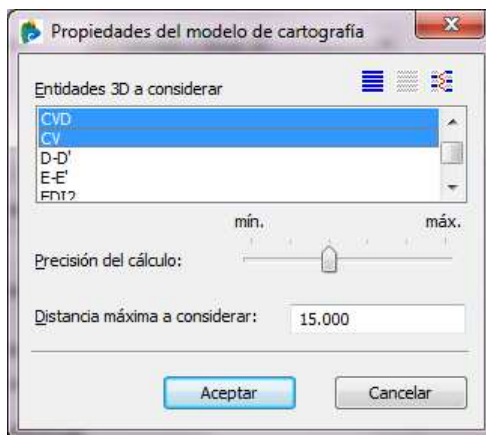 Propiedades del modelo de cartografía
Entidades 3D a considerar
CVD
CV
D-D'
E-E'
EDI2
mín.
máx.
Precisión del cálculo:
Distancia máxima a considerar:
15.000
Aceptar
Cancelar